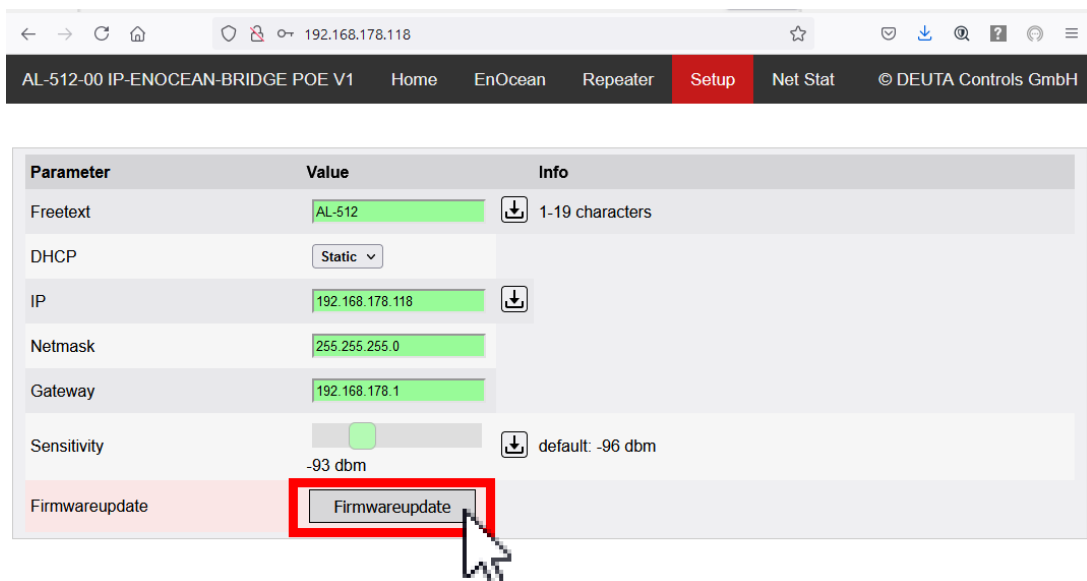 192.168.178.118
AL-512-00 IP-ENOCEAN-BRIDGE POE V1 Home EnOcean Repeater Setup Net Stat © DEUTA Controls GmbH
Parameter Value Info
Freetext AL-512 1-19 characters
DHCP Static
IP 192.168.178.118
Netmask 255.255.255.0
Gateway 192.168.178.1
Sensitivity default: -96 dbm
-93 dbm
Firmwareupdate Firmwareupdate